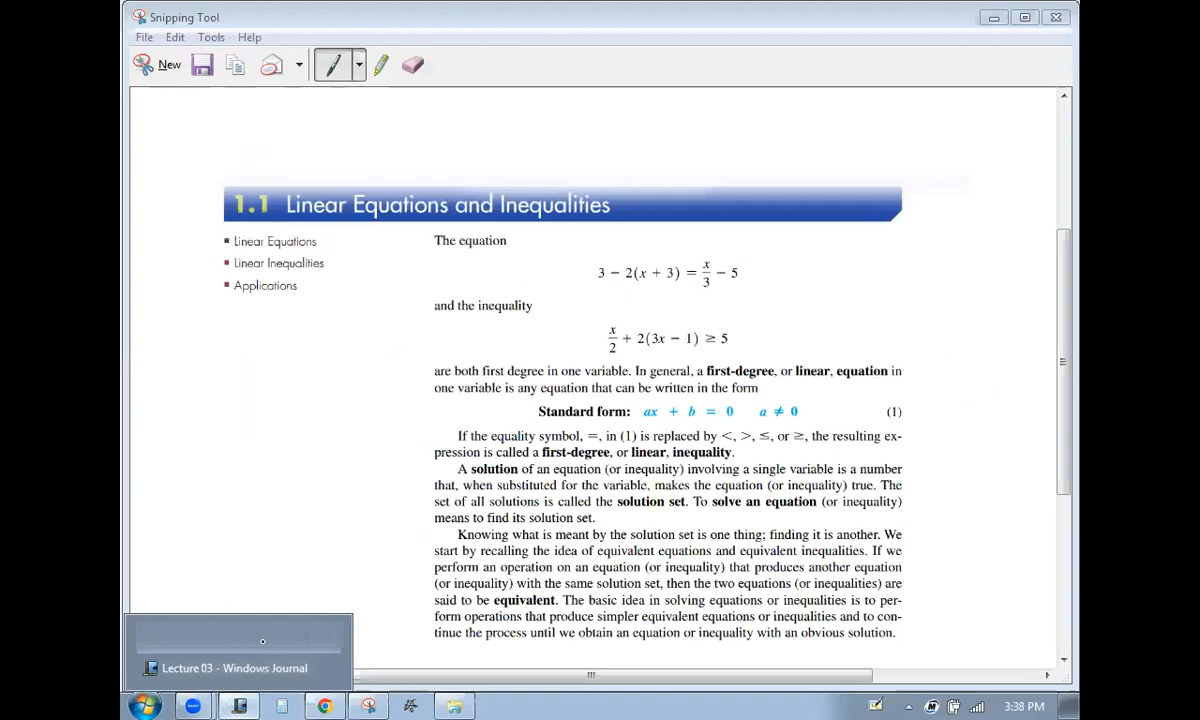 Snipping Tool
File Edit Tools Help
New
1.1 Linear Equations and Inequalities
▪ Linear Equations
▪ Linear Inequalities
▪ Applications
The equation
3 − 2(x + 3) = x/3 − 5
and the inequality
x/2 + 2(3x − 1) ≥ 5
are both first degree in one variable. In general, a first-degree, or linear, equation in
one variable is any equation that can be written in the form
Standard form: ax + b = 0 a ≠ 0 (1)
If the equality symbol, =, in (1) is replaced by <, >, ≤, or ≥, the resulting ex-
pression is called a first-degree, or linear, inequality.
A solution of an equation (or inequality) involving a single variable is a number
that, when substituted for the variable, makes the equation (or inequality) true. The
set of all solutions is called the solution set. To solve an equation (or inequality)
means to find its solution set.
Knowing what is meant by the solution set is one thing; finding it is another. We
start by recalling the idea of equivalent equations and equivalent inequalities. If we
perform an operation on an equation (or inequality) that produces another equation
(or inequality) with the same solution set, then the two equations (or inequalities) are
said to be equivalent. The basic idea in solving equations or inequalities is to per-
form operations that produce simpler equivalent equations or inequalities and to con-
tinue the process until we obtain an equation or inequality with an obvious solution.
Lecture 03 - Windows Journal
3:38 PM